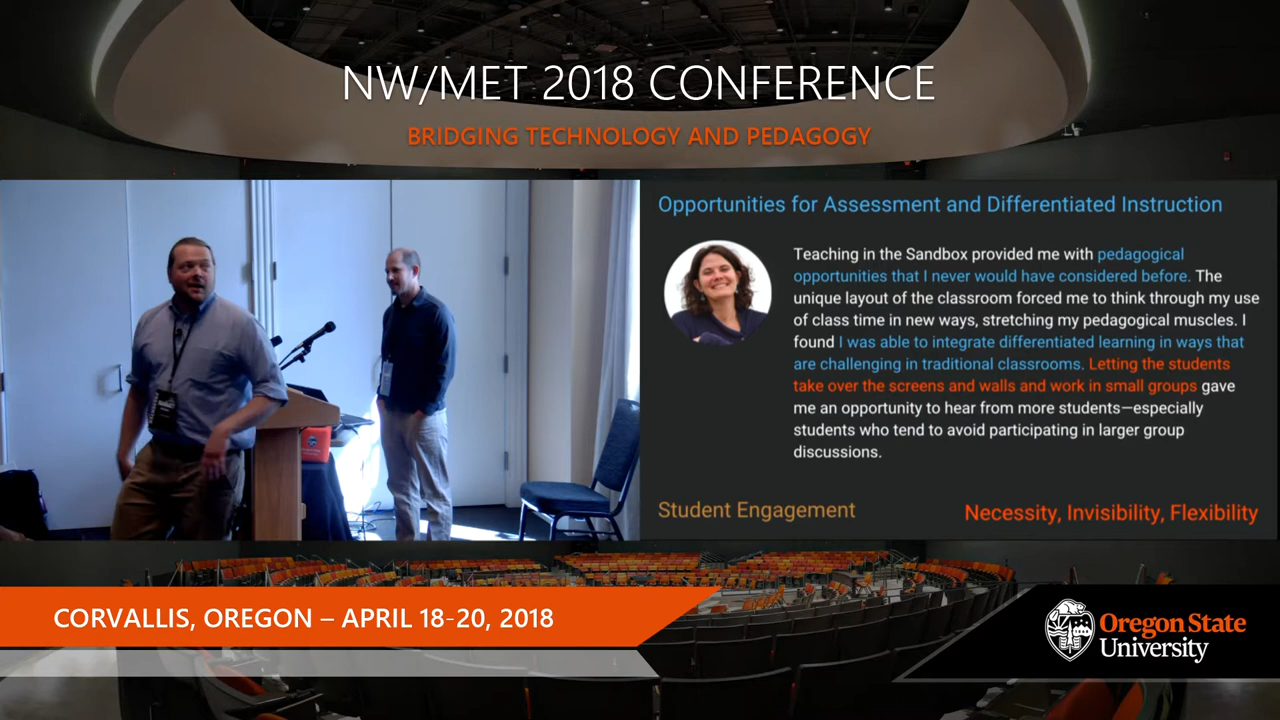 NW/MET 2018 CONFERENCE
BRIDGING TECHNOLOGY AND PEDAGOGY
Opportunities for Assessment and Differentiated Instruction
Teaching in the Sandbox provided me with pedagogical
opportunities that I never would have considered before. The
unique layout of the classroom forced me to think through my use
of class time in new ways, stretching my pedagogical muscles. I
found I was able to integrate differentiated learning in ways that
are challenging in traditional classrooms. Letting the students
take over the screens and walls and work in small groups gave
me an opportunity to hear from more students—especially
students who tend to avoid participating in larger group
discussions.
Student Engagement
Necessity, Invisibility, Flexibility
CORVALLIS, OREGON – APRIL 18-20, 2018
Oregon State
University